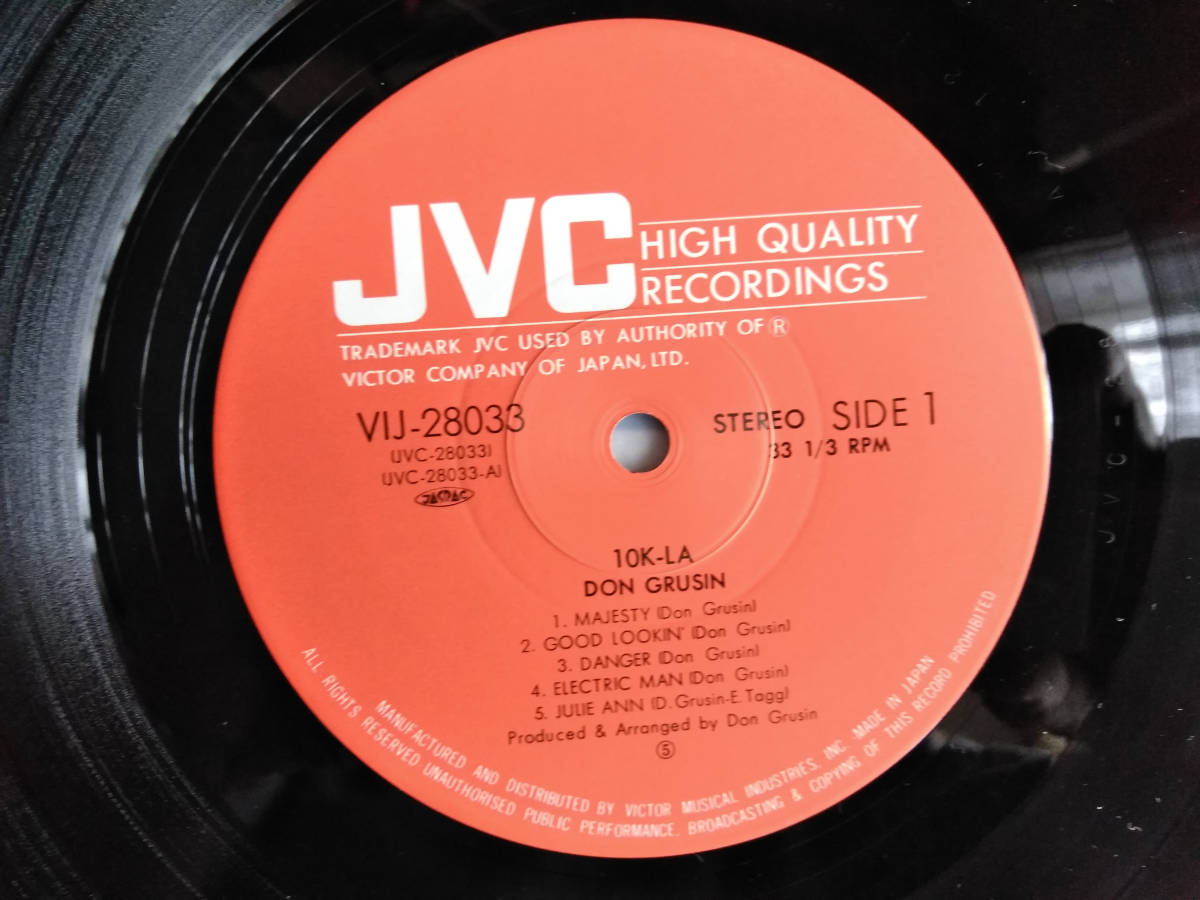 JVC HIGH QUALITY
RECORDINGS
TRADEMARK JVC USED BY AUTHORITY OF ®
VICTOR COMPANY OF JAPAN, LTD.
VIJ-28033
(JVC-28033)
(JVC-28033-A)
JASRAC
STEREO SIDE 1
33 1/3 RPM
10K-LA
DON GRUSIN
1. MAJESTY (Don Grusin)
2. GOOD LOOKIN' (Don Grusin)
3. DANGER (Don Grusin)
4. ELECTRIC MAN (Don Grusin)
5. JULIE ANN (D. Grusin-E. Tagg)
Produced & Arranged by Don Grusin
⑤
MANUFACTURED AND DISTRIBUTED BY VICTOR MUSICAL INDUSTRIES, INC. MADE IN JAPAN
ALL RIGHTS RESERVED UNAUTHORISED PUBLIC PERFORMANCE, BROADCASTING & COPYING OF THIS RECORD PROHIBITED